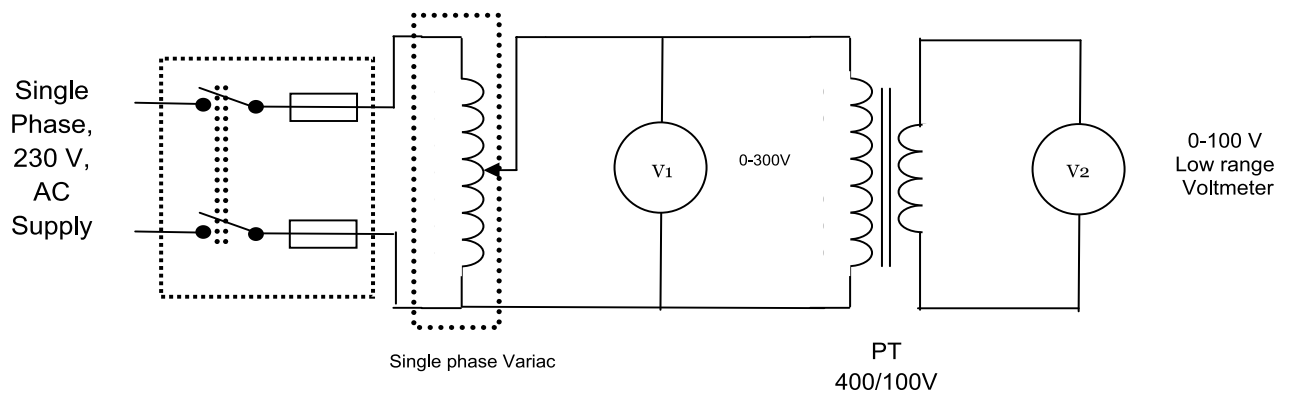 Single
Phase,
230 V,
AC
Supply
V1
0-300V
V2
0-100 V
Low range
Voltmeter
Single phase Variac
PT
400/100V